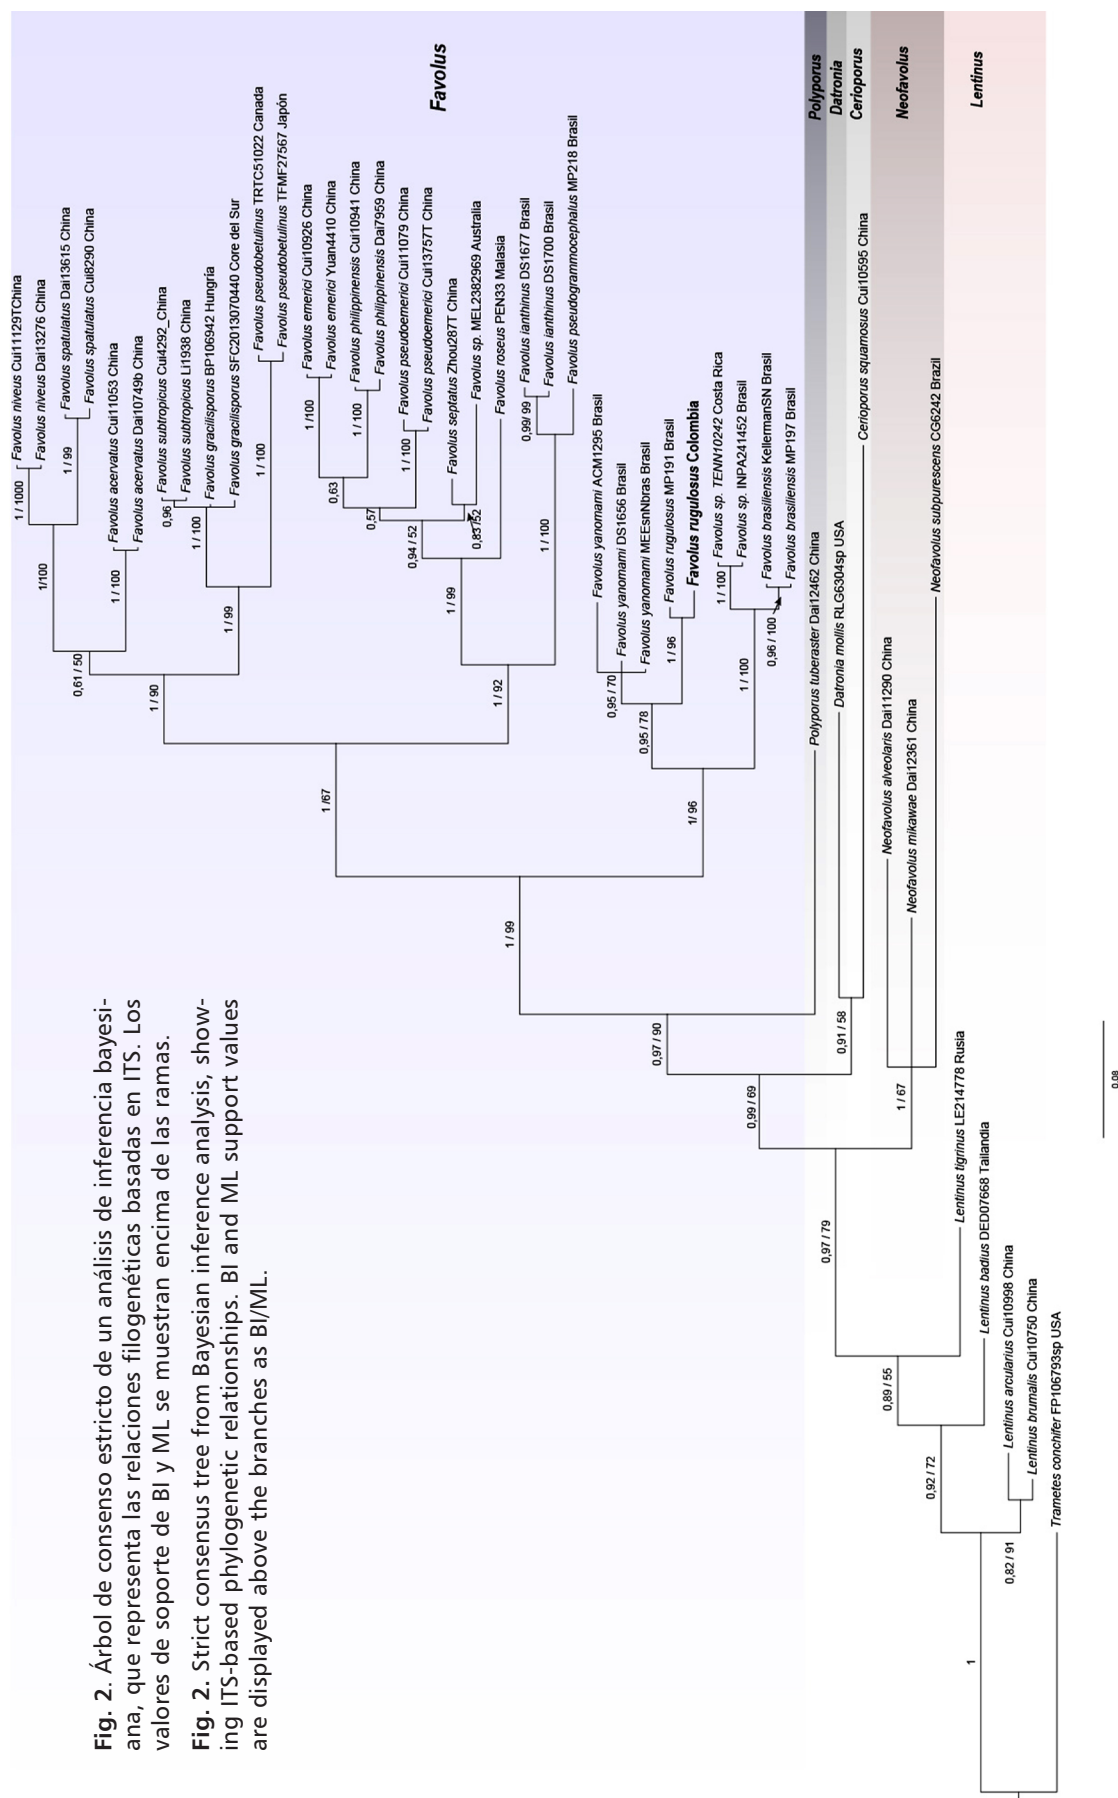 Favolus niveus Cui11129TChina
Favolus niveus Dai13276 China
Favolus spatulatus Dai13615 China
Favolus spatulatus Cui8290 China
Favolus acervatus Cui11053 China
Favolus acervatus Dai10749b China
Favolus subtropicus Cui4292_China
Favolus subtropicus Li1938 China
Favolus gracilisporus BP106942 Hungría
Favolus gracilisporus SFC2013070440 Core del Sur
Favolus pseudobetulinus TRTC51022 Canada
Favolus pseudobetulinus TFMF27567 Japón
Favolus emerici Cui10926 China
Favolus emerici Yuan4410 China
Favolus philippinensis Cui10941 China
Favolus philippinensis Dai7959 China
Favolus pseudoemerici Cui11079 China
Favolus pseudoemerici Cui13757T China
Favolus septatus Zhou287T China
Favolus sp. MEL2382969 Australia
Favolus roseus PEN33 Malasia
Favolus ianthinus DS1677 Brasil
Favolus ianthinus DS1700 Brasil
Favolus pseudogrammocephalus MP218 Brasil
Favolus yanomami ACM1295 Brasil
Favolus yanomami DS1656 Brasil
Favolus yanomami MEEsnNbras Brasil
Favolus rugulosus MP191 Brasil
Favolus rugulosus Colombia
Favolus sp. TENN10242 Costa Rica
Favolus sp. INPA241452 Brasil
Favolus brasiliensis KellermanSN Brasil
Favolus brasiliensis MP197 Brasil
Polyporus tuberaster Dai12462 China
Datronia mollis RLG6304sp USA
Cerioporus squamosus Cui10595 China
Neofavolus alveolaris Dai11290 China
Neofavolus mikawae Dai12361 China
Neofavolus subpurescens CG6242 Brazil
Lentinus tigrinus LE214778 Rusia
Lentinus badius DED07668 Tailandia
Lentinus arcularius Cui10998 China
Lentinus brumalis Cui10750 China
Trametes conchifer FP106793sp USA
Favolus
Polyporus
Datronia
Cerioporus
Neofavolus
Lentinus
1 / 1000
1 / 99
1/100
1 / 100
0,61 / 50
0,96
1 / 100
1 / 99
1 / 100
1 / 90
1 / 100
1 / 100
0,63
1 / 100
0,57
0,83/52
0,94 / 52
1 / 99
0,99/ 99
1 / 100
1 / 92
1 /67
0,95 / 70
1 / 96
0,95 / 78
1 / 100
0,96 / 100
1 / 100
1/ 96
1 / 99
0,97 / 90
0,91 / 58
0,99 / 69
1 / 67
0,97 / 79
0,89 / 55
0,92 / 72
0,82 / 91
1
0.08
Fig. 2. Árbol de consenso estricto de un análisis de inferencia bayesi-
ana, que representa las relaciones filogenéticas basadas en ITS. Los
valores de soporte de BI y ML se muestran encima de las ramas.
Fig. 2. Strict consensus tree from Bayesian inference analysis, show-
ing ITS-based phylogenetic relationships. BI and ML support values
are displayed above the branches as BI/ML.